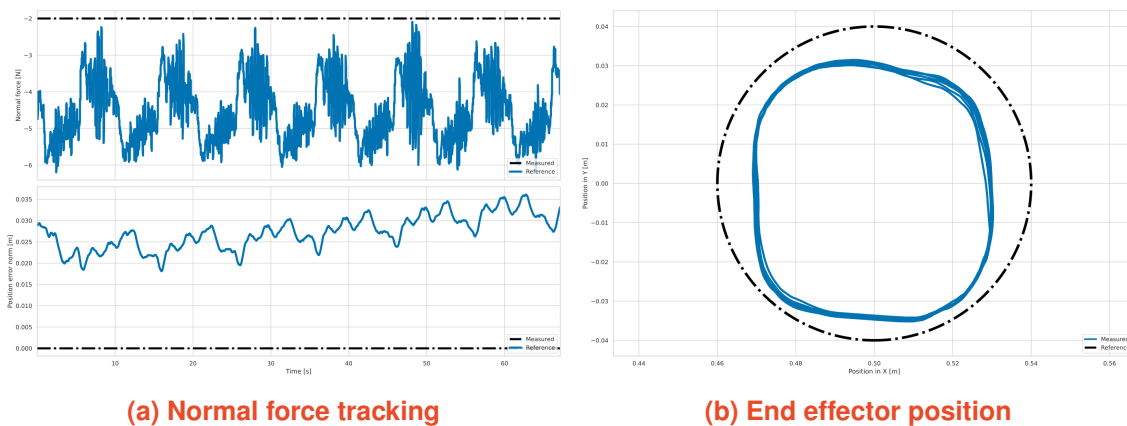 −2
−3
−4
−5
−6
Normal force [N]
Measured
Reference
0.035
0.030
0.025
0.020
0.015
0.010
0.005
0.000
Position error norm [m]
Measured
Reference
10
20
30
40
50
60
Time [s]
(a) Normal force tracking
0.04
0.03
0.02
0.01
0.00
−0.01
−0.02
−0.03
−0.04
Position in Y [m]
Measured
Reference
0.44
0.46
0.48
0.50
0.52
0.54
0.56
Position in X [m]
(b) End effector position